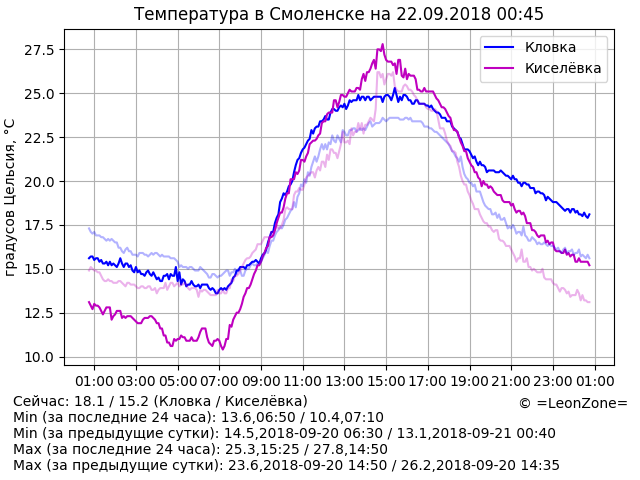 Температура в Смоленске на 22.09.2018 00:45
Кловка
Киселёвка
градусов Цельсия, °C
27.5
25.0
22.5
20.0
17.5
15.0
12.5
10.0
01:00 03:00 05:00 07:00 09:00 11:00 13:00 15:00 17:00 19:00 21:00 23:00 01:00
Сейчас: 18.1 / 15.2 (Кловка / Киселёвка)
© =LeonZone=
Min (за последние 24 часа): 13.6,06:50 / 10.4,07:10
Min (за предыдущие сутки): 14.5,2018-09-20 06:30 / 13.1,2018-09-21 00:40
Max (за последние 24 часа): 25.3,15:25 / 27.8,14:50
Max (за предыдущие сутки): 23.6,2018-09-20 14:50 / 26.2,2018-09-20 14:35